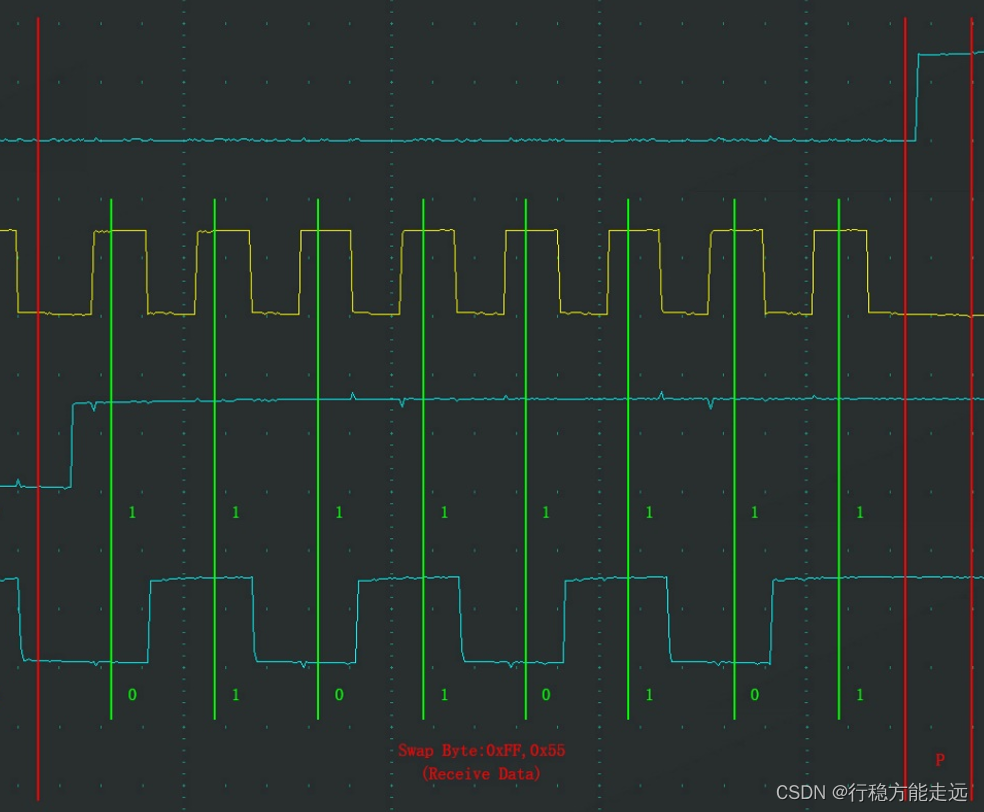 1 1 1 1 1 1 1 1
0 1 0 1 0 1 0 1
Swap Byte:0xFF,0x55
(Receive Data)
P
CSDN @行稳方能走远